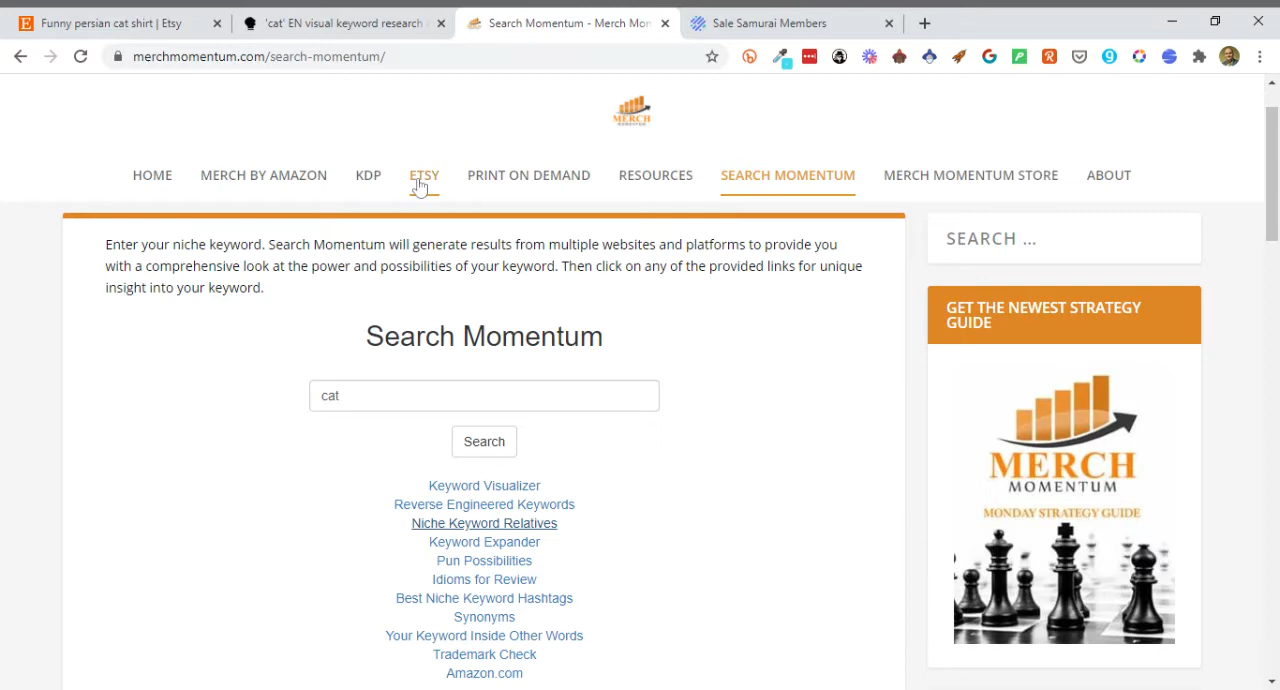 Funny persian cat shirt | Etsy
'cat' EN visual keyword research
Search Momentum - Merch Mon
Sale Samurai Members
merchmomentum.com/search-momentum/
MERCH
MOMENTUM
HOME
MERCH BY AMAZON
KDP
ETSY
PRINT ON DEMAND
RESOURCES
SEARCH MOMENTUM
MERCH MOMENTUM STORE
ABOUT
Enter your niche keyword. Search Momentum will generate results from multiple websites and platforms to provide you
with a comprehensive look at the power and possibilities of your keyword. Then click on any of the provided links for unique
insight into your keyword.
Search Momentum
cat
Search
Keyword Visualizer
Reverse Engineered Keywords
Niche Keyword Relatives
Keyword Expander
Pun Possibilities
Idioms for Review
Best Niche Keyword Hashtags
Synonyms
Your Keyword Inside Other Words
Trademark Check
Amazon.com
SEARCH …
GET THE NEWEST STRATEGY
GUIDE
MERCH
MOMENTUM
MONDAY STRATEGY GUIDE